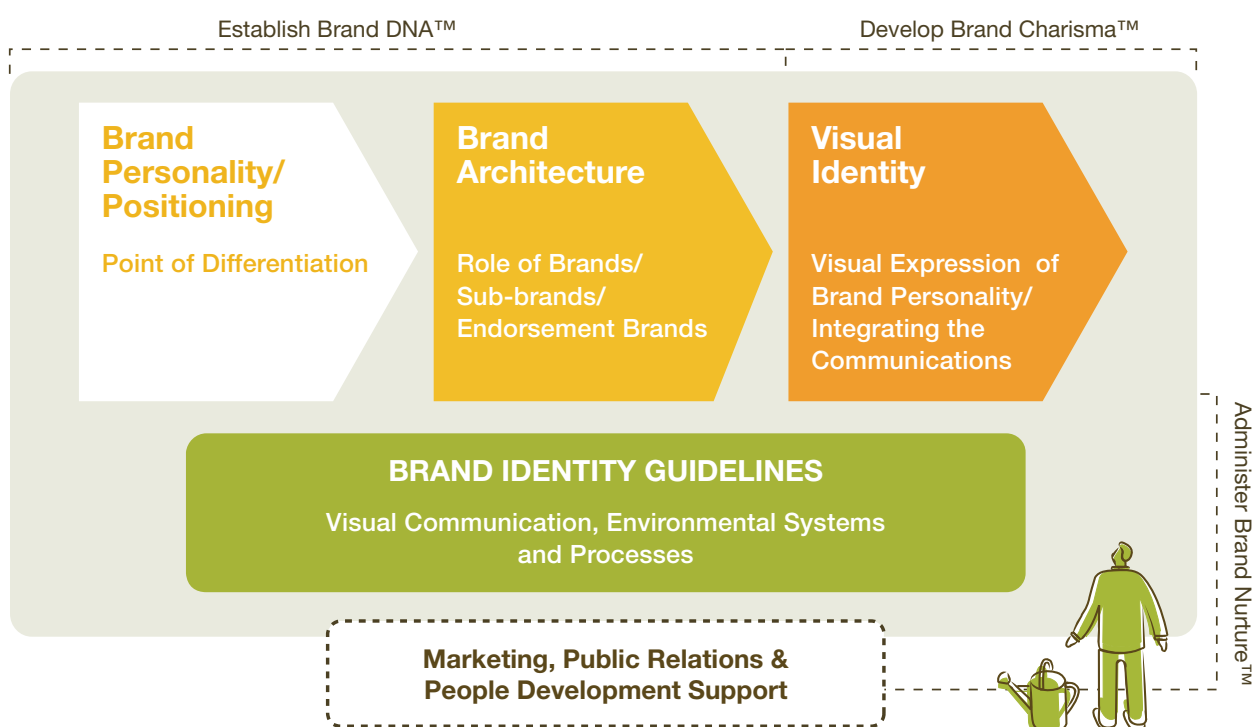 Establish Brand DNA™
Develop Brand Charisma™
Brand
Personality/
Positioning
Point of Differentiation
Brand
Architecture
Role of Brands/
Sub-brands/
Endorsement Brands
Visual
Identity
Visual Expression of
Brand Personality/
Integrating the
Communications
BRAND IDENTITY GUIDELINES
Visual Communication, Environmental Systems
and Processes
Administer Brand Nurture™
Marketing, Public Relations &
People Development Support